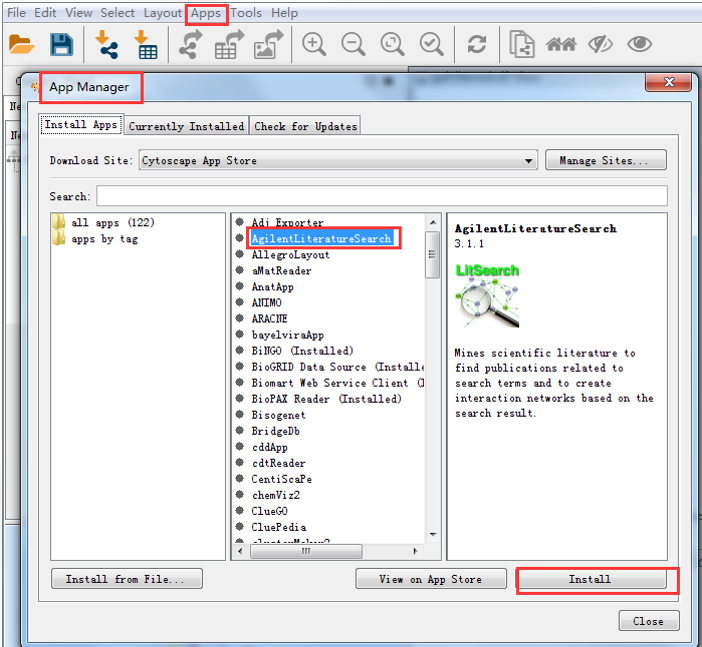 File Edit View Select Layout Apps Tools Help
App Manager
Install Apps Currently Installed Check for Updates
Download Site: Cytoscape App Store Manage Sites...
Search:
all apps (122)
apps by tag
Adj Exporter
AgilentLiteratureSearch
AllegroLayout
aMatReader
AnatApp
ANIMO
ARACNE
bayelviraApp
BiNGO (Installed)
BioGRID Data Source (Installe
Biomart Web Service Client (I
BioPAX Reader (Installed)
Bisogenet
BridgeDb
cddApp
cdtReader
CentiScaPe
chemViz2
ClueGO
CluePedia
clusterMaker2
AgilentLiteratureSearch
3.1.1
LitSearch
Mines scientific literature to
find publications related to
search terms and to create
interaction networks based on the
search result.
Install from File... View on App Store Install
Close